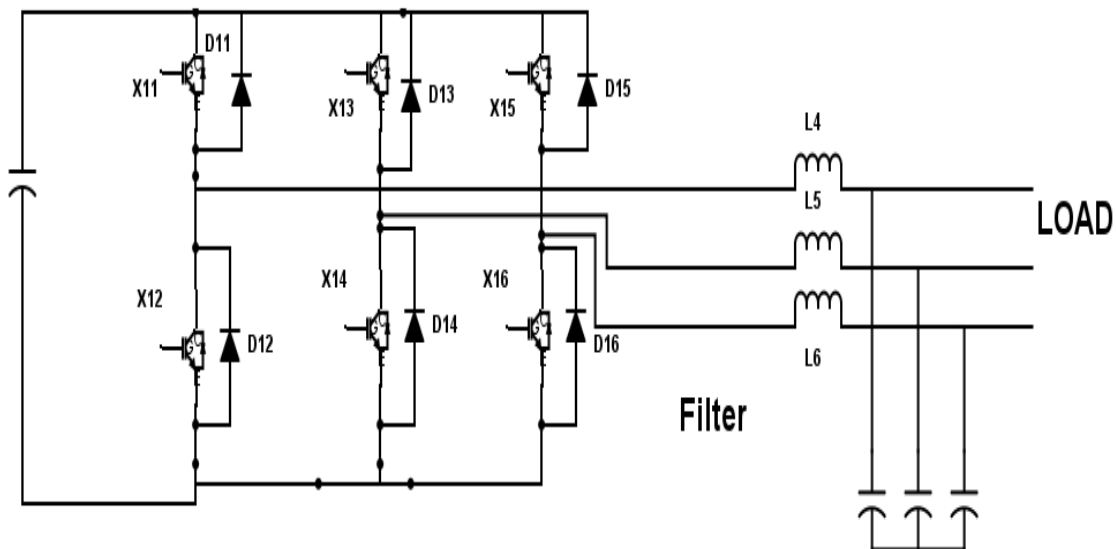 D11
X11
X13
D13
X15
D15
L4
L5
LOAD
X12
D12
X14
D14
X16
D16
L6
Filter